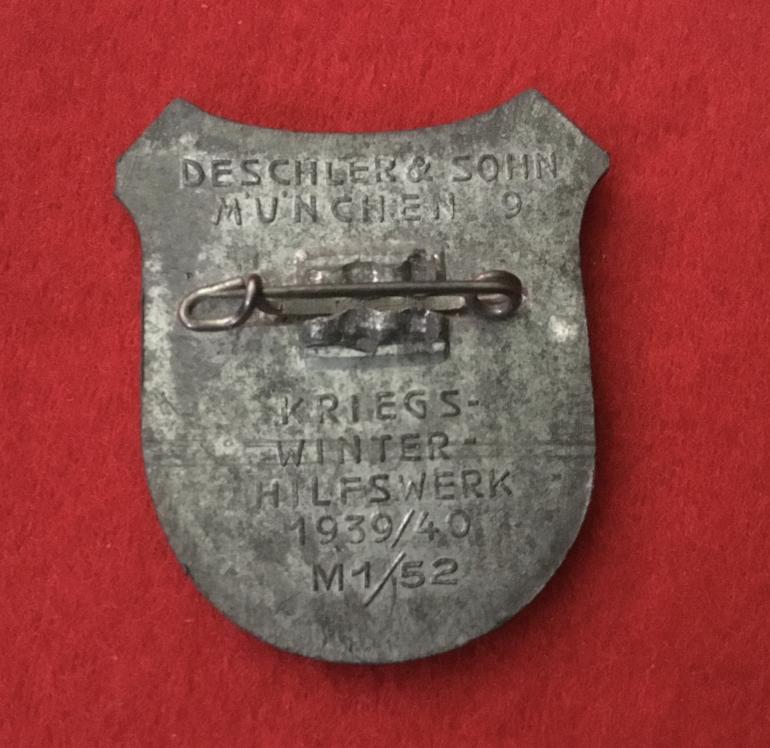 DESCHLER & SOHN
MÜNCHEN 9
KRIEGS-
WINTER-
HILFSWERK
1939/40
M1/52